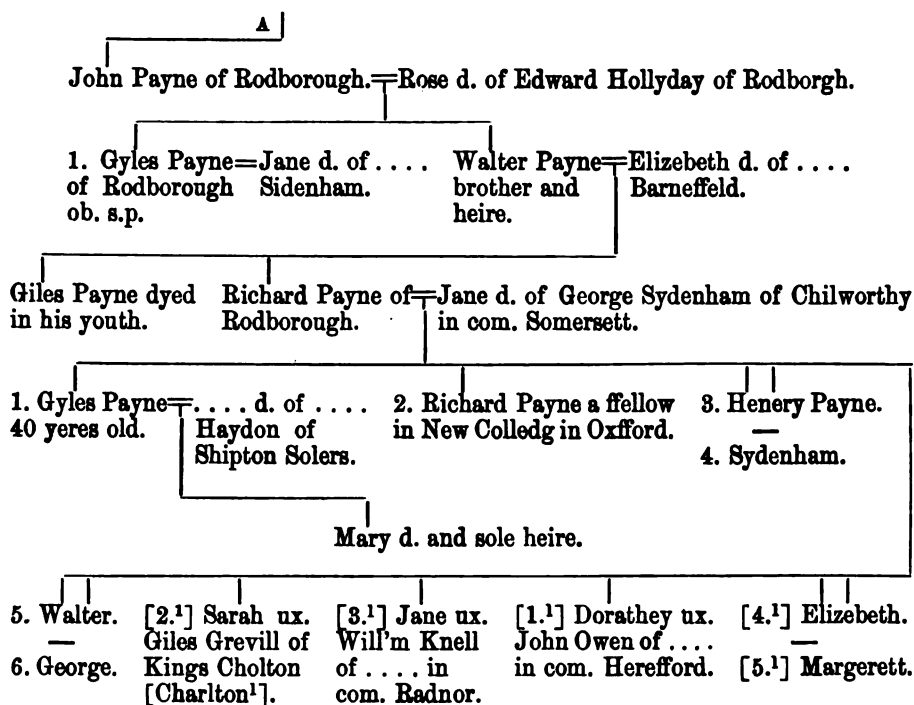 A
John Payne of Rodborough.=Rose d. of Edward Hollyday of Rodborgh.
1. Gyles Payne=Jane d. of . . . .
of Rodborough Sidenham.
ob. s.p.
Walter Payne=Elizebeth d. of . . . .
brother and Barneffeld.
heire.
Giles Payne dyed
in his youth.
Richard Payne of=Jane d. of George Sydenham of Chilworthy
Rodborough. in com. Somersett.
1. Gyles Payne=. . . . d. of . . . .
40 yeres old. Haydon of
Shipton Solers.
2. Richard Payne a ffellow
in New Colledg in Oxfford.
3. Henery Payne.
—
4. Sydenham.
Mary d. and sole heire.
5. Walter.
—
6. George.
[2.¹] Sarah ux.
Giles Grevill of
Kings Cholton
[Charlton¹].
[3.¹] Jane ux.
Will'm Knell
of . . . . in
com. Radnor.
[1.¹] Dorathey ux.
John Owen of . . . .
in com. Herefford.
[4.¹] Elizebeth.
—
[5.¹] Margerett.